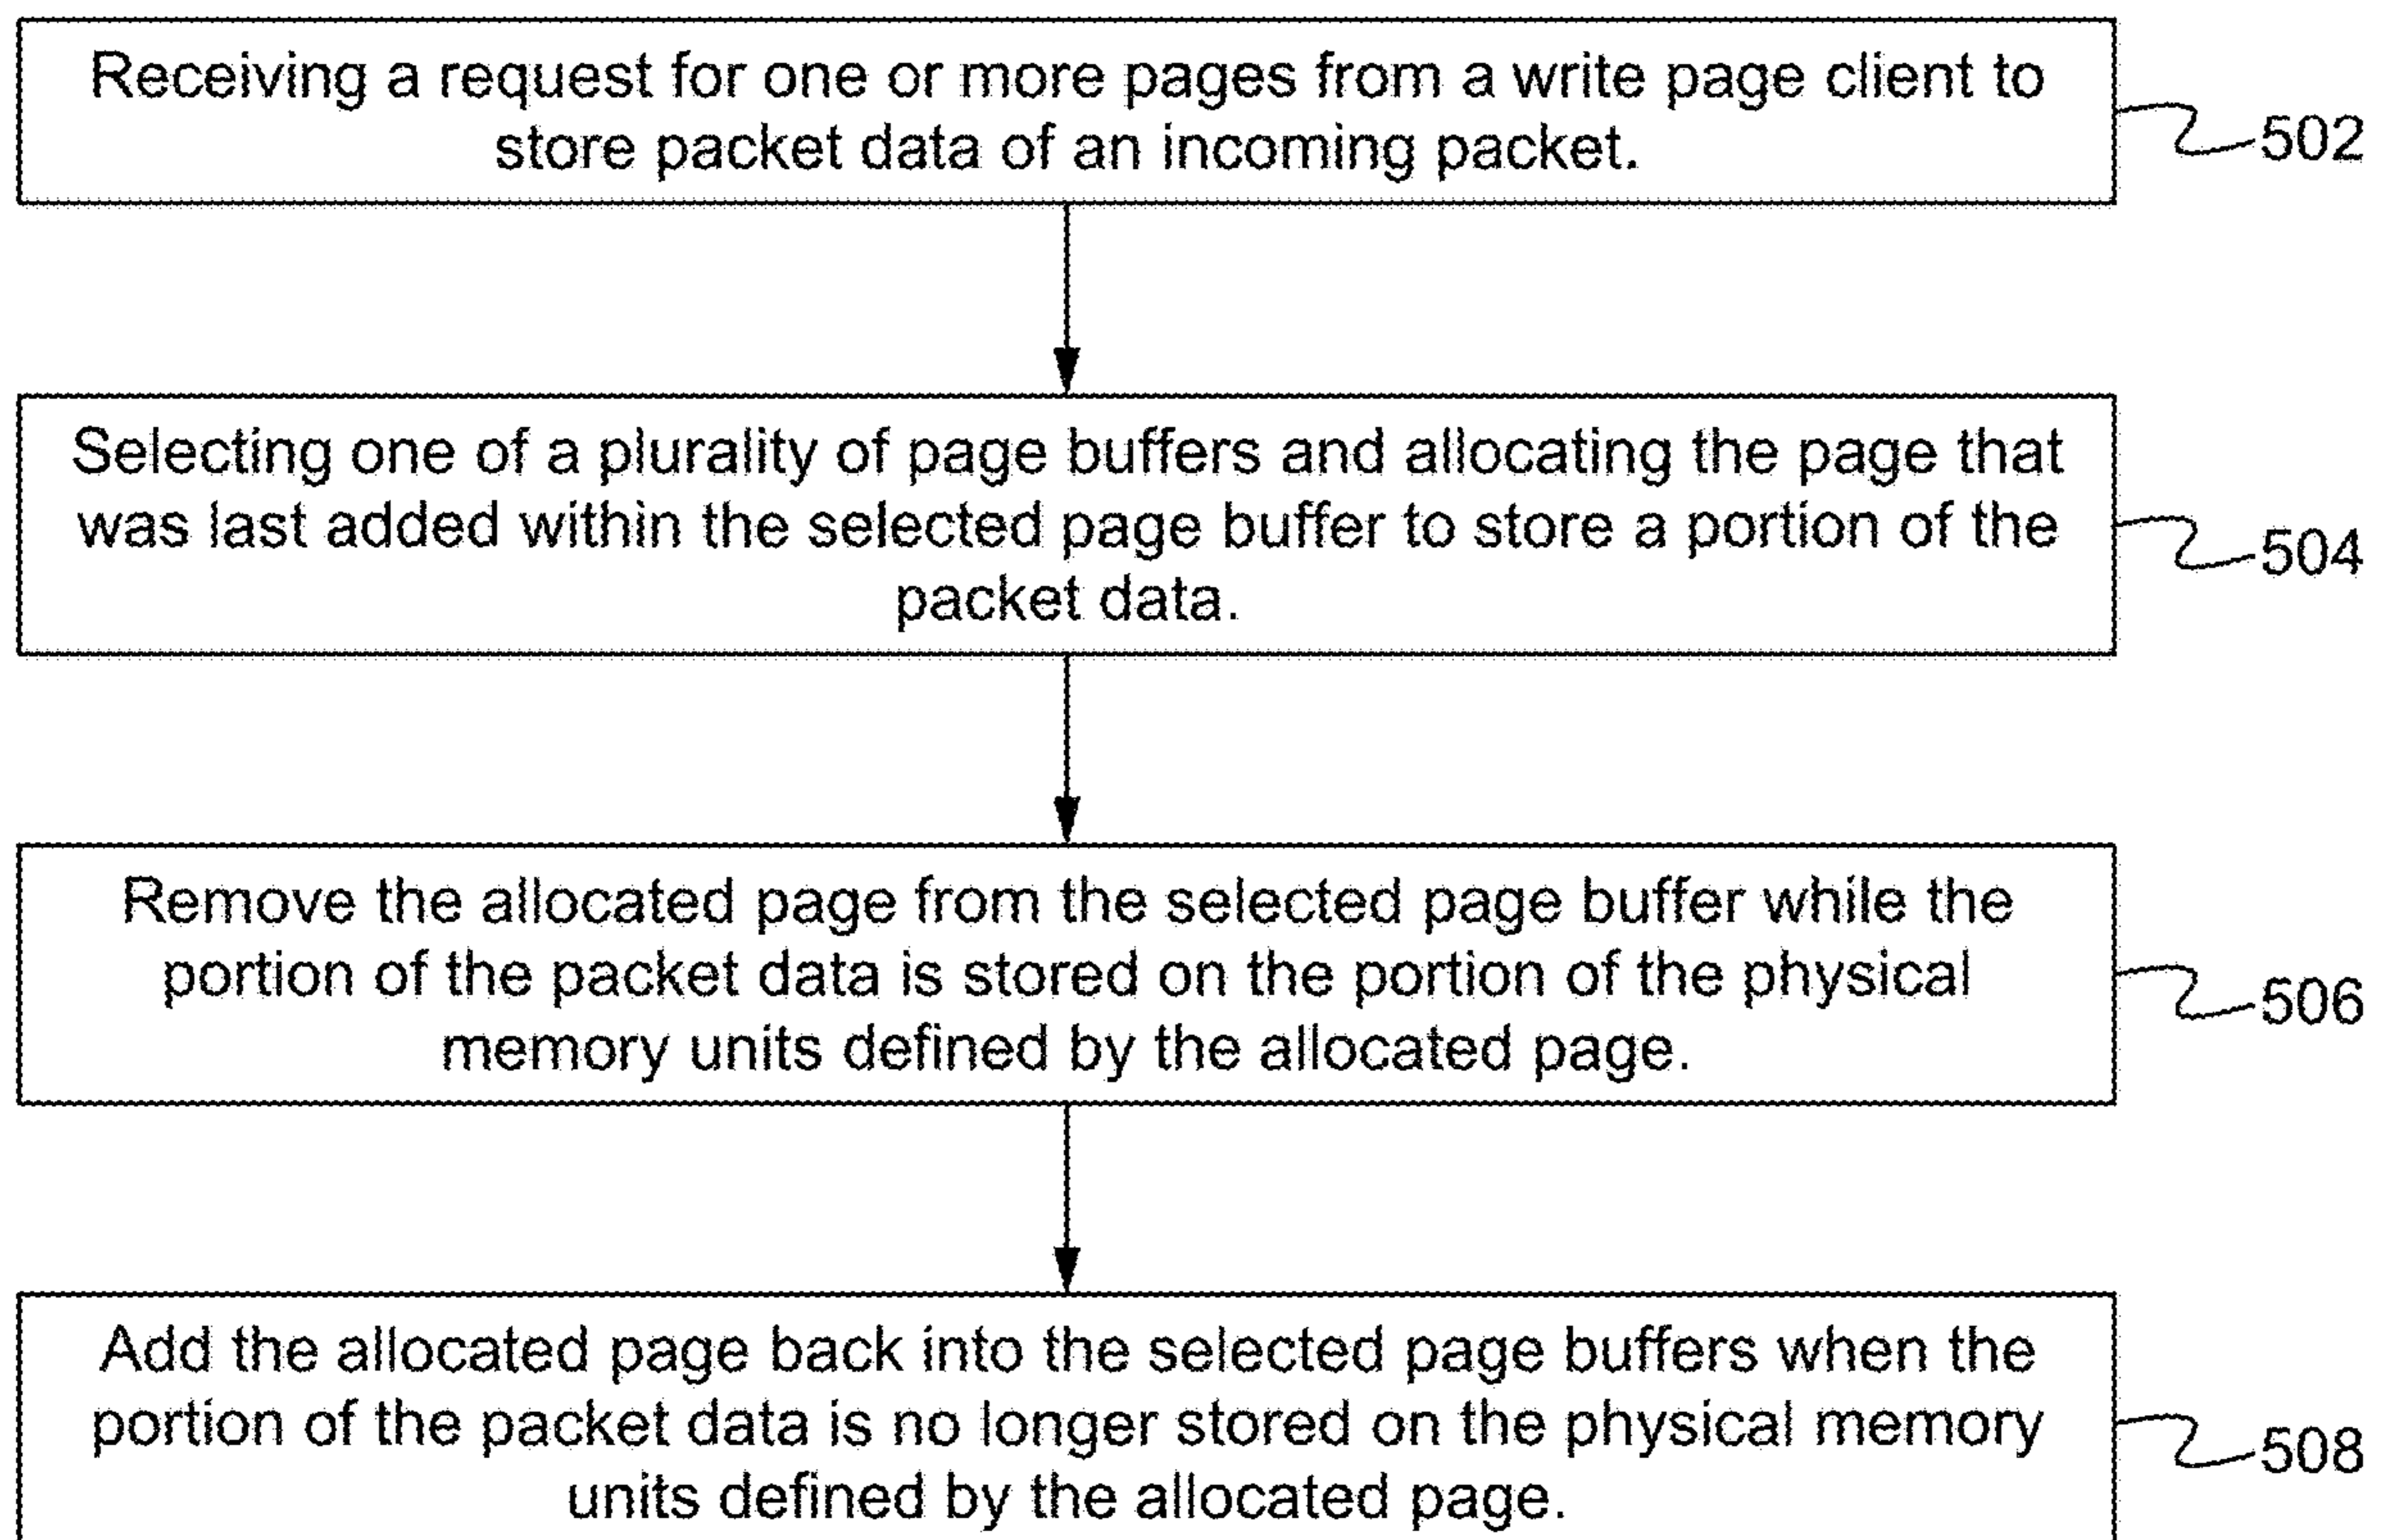 Receiving a request for one or more pages from a write page client to
store packet data of an incoming packet.
502
Selecting one of a plurality of page buffers and allocating the page that
was last added within the selected page buffer to store a portion of the
packet data.
504
Remove the allocated page from the selected page buffer while the
portion of the packet data is stored on the portion of the physical
memory units defined by the allocated page.
506
Add the allocated page back into the selected page buffers when the
portion of the packet data is no longer stored on the physical memory
units defined by the allocated page.
508